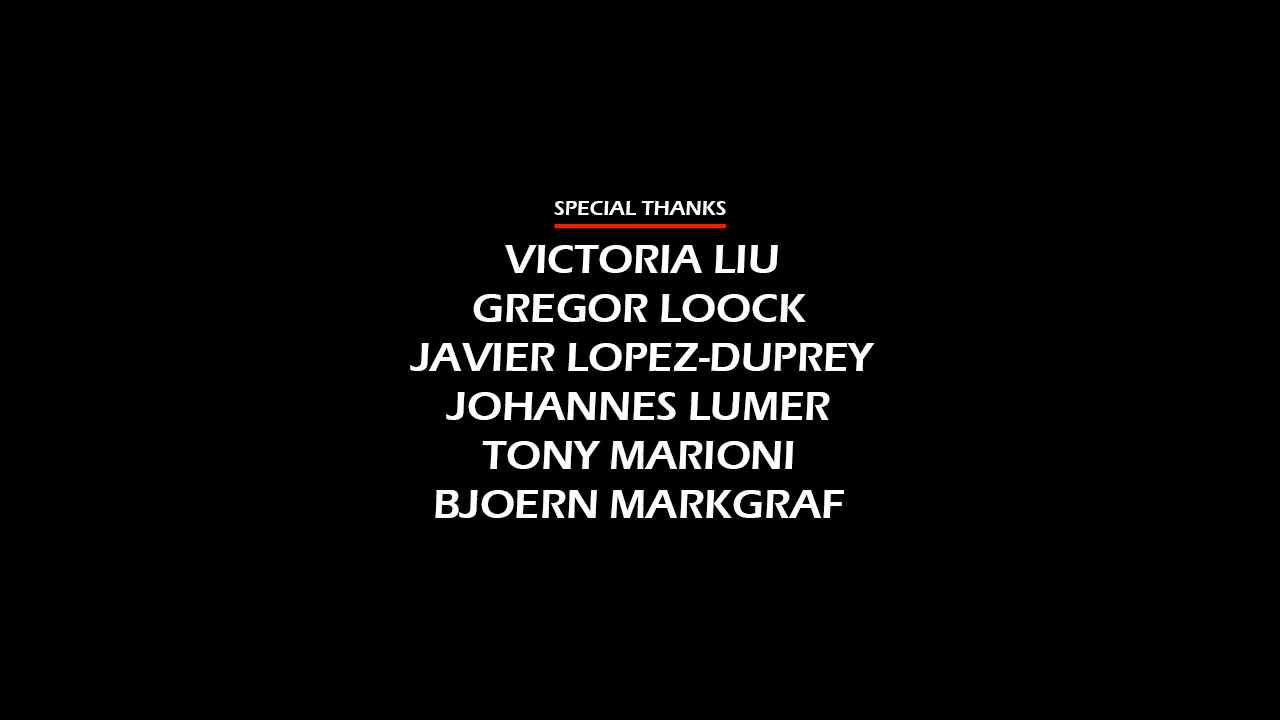 SPECIAL THANKS
VICTORIA LIU
GREGOR LOOCK
JAVIER LOPEZ-DUPREY
JOHANNES LUMER
TONY MARIONI
BJOERN MARKGRAF